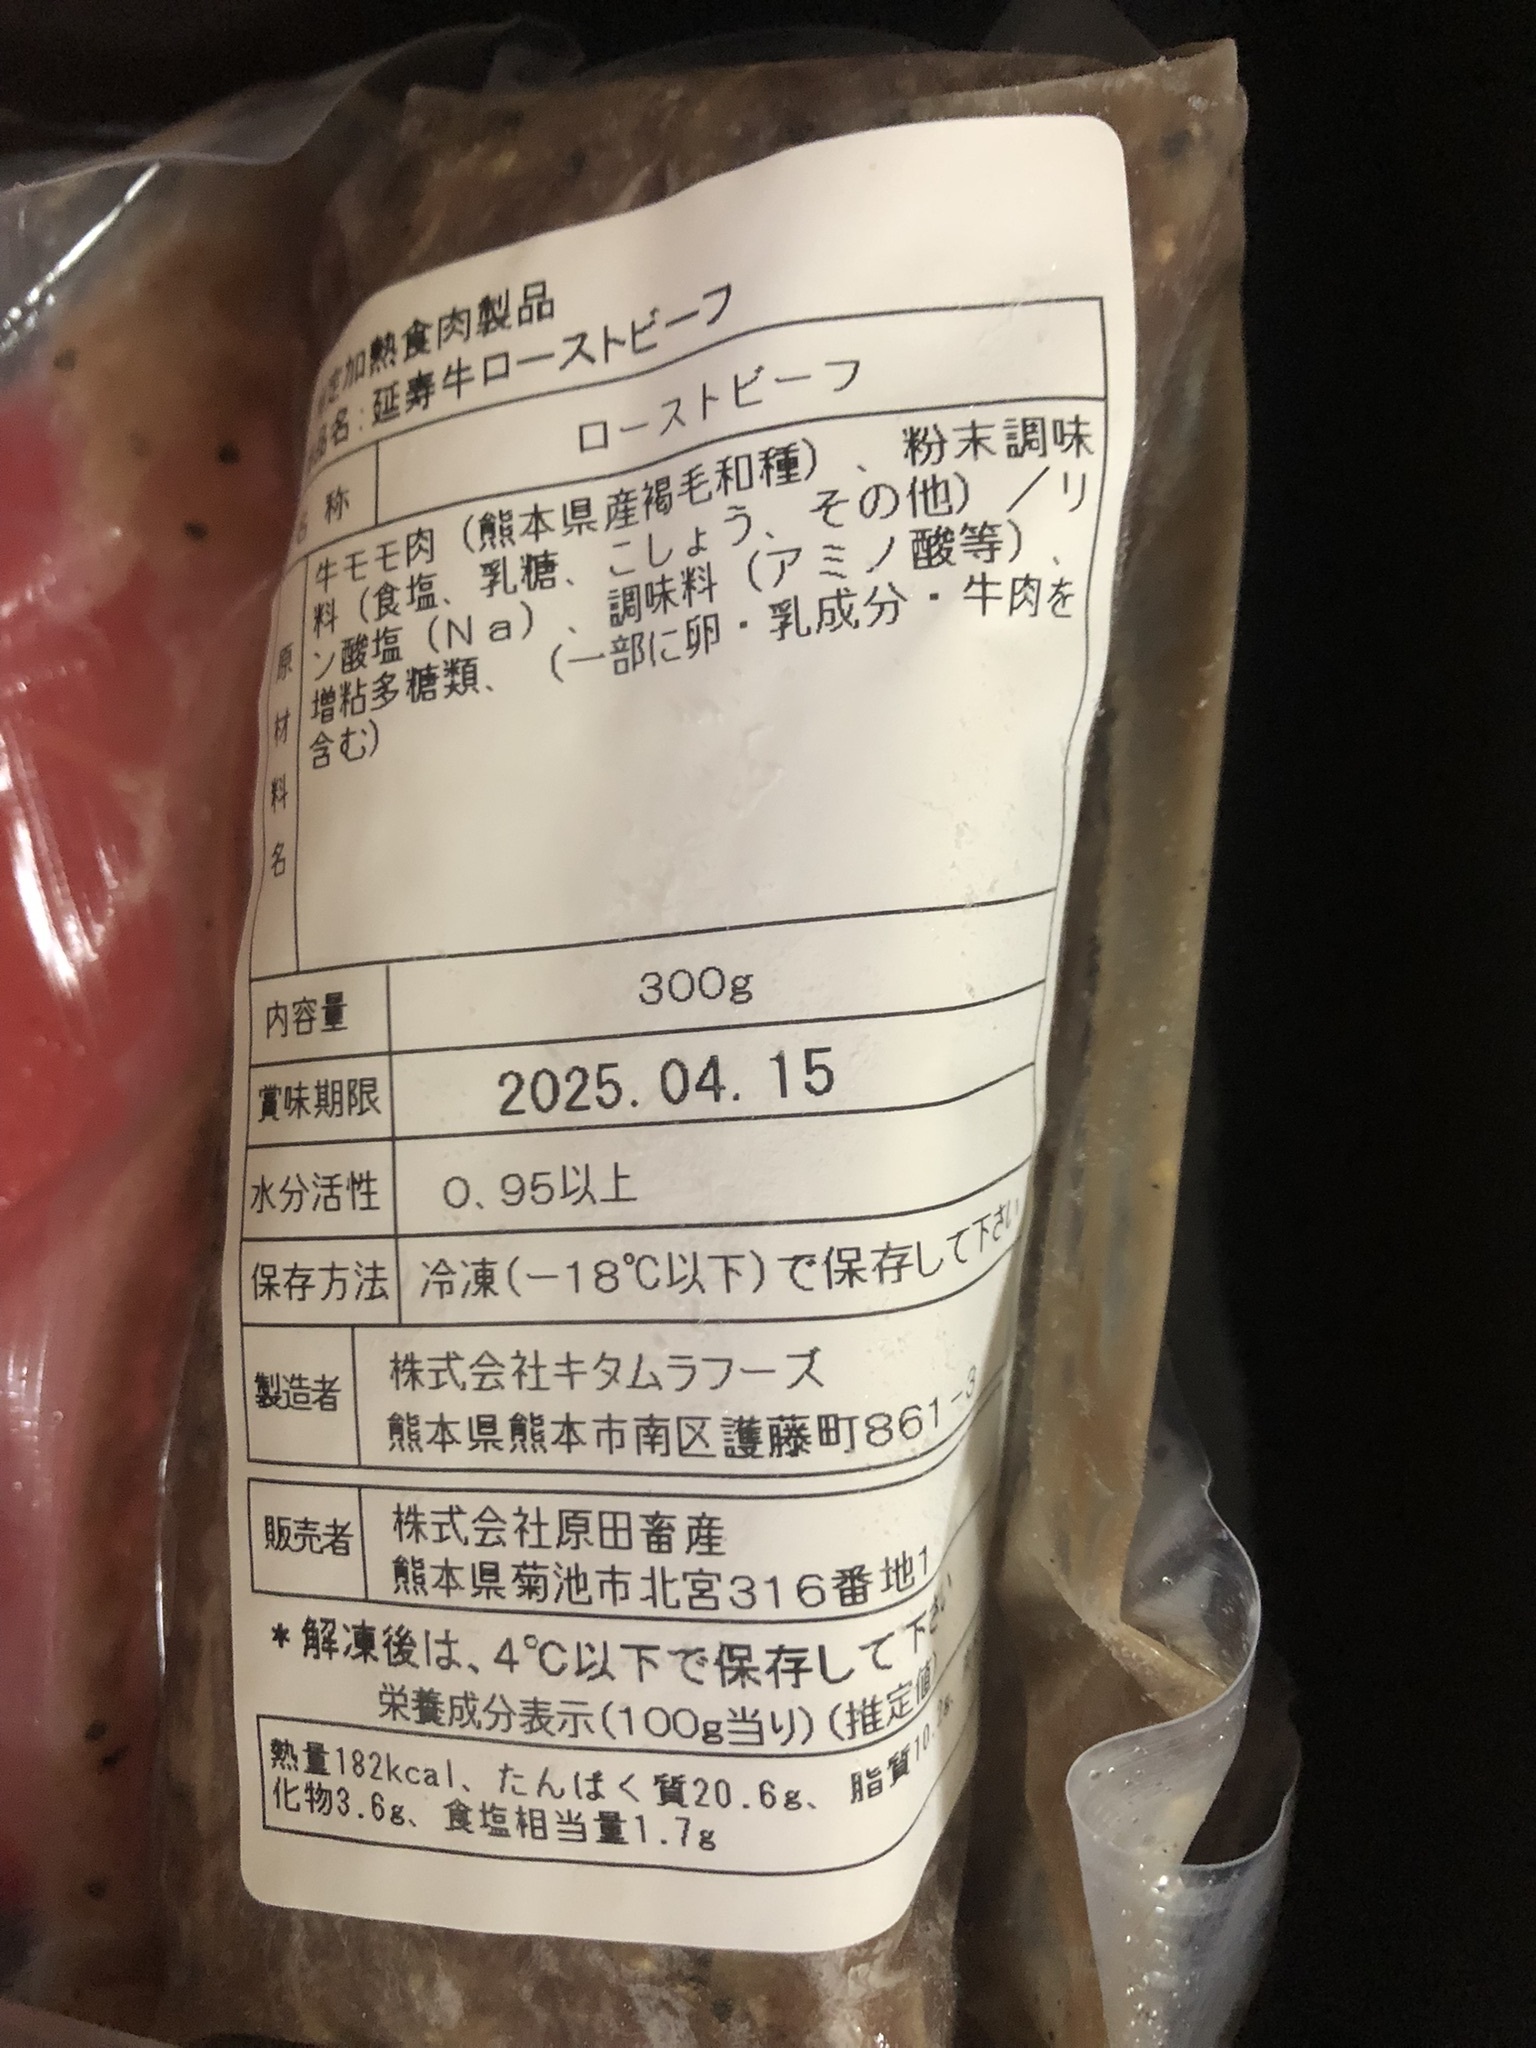 定加熱食肉製品
品名：延寿牛ローストビーフ
名 称 ローストビーフ
原材料名
牛モモ肉（熊本県産褐毛和種）、粉末調味
料（食塩、乳糖、こしょう、その他）／リ
ン酸塩（Ｎａ）、調味料（アミノ酸等）、
増粘多糖類、（一部に卵・乳成分・牛肉を
含む）
内容量 300g
賞味期限 2025.04.15
水分活性 0.95以上
保存方法 冷凍(－18℃以下)で保存して下さい
製造者 株式会社キタムラフーズ
熊本県熊本市南区護藤町861-3
販売者 株式会社原田畜産
熊本県菊池市北宮316番地1
＊解凍後は、4℃以下で保存して下さい
栄養成分表示(100g当り)(推定値)
熱量182kcal、たんぱく質20.6g、脂質
化物3.6g、食塩相当量1.7g